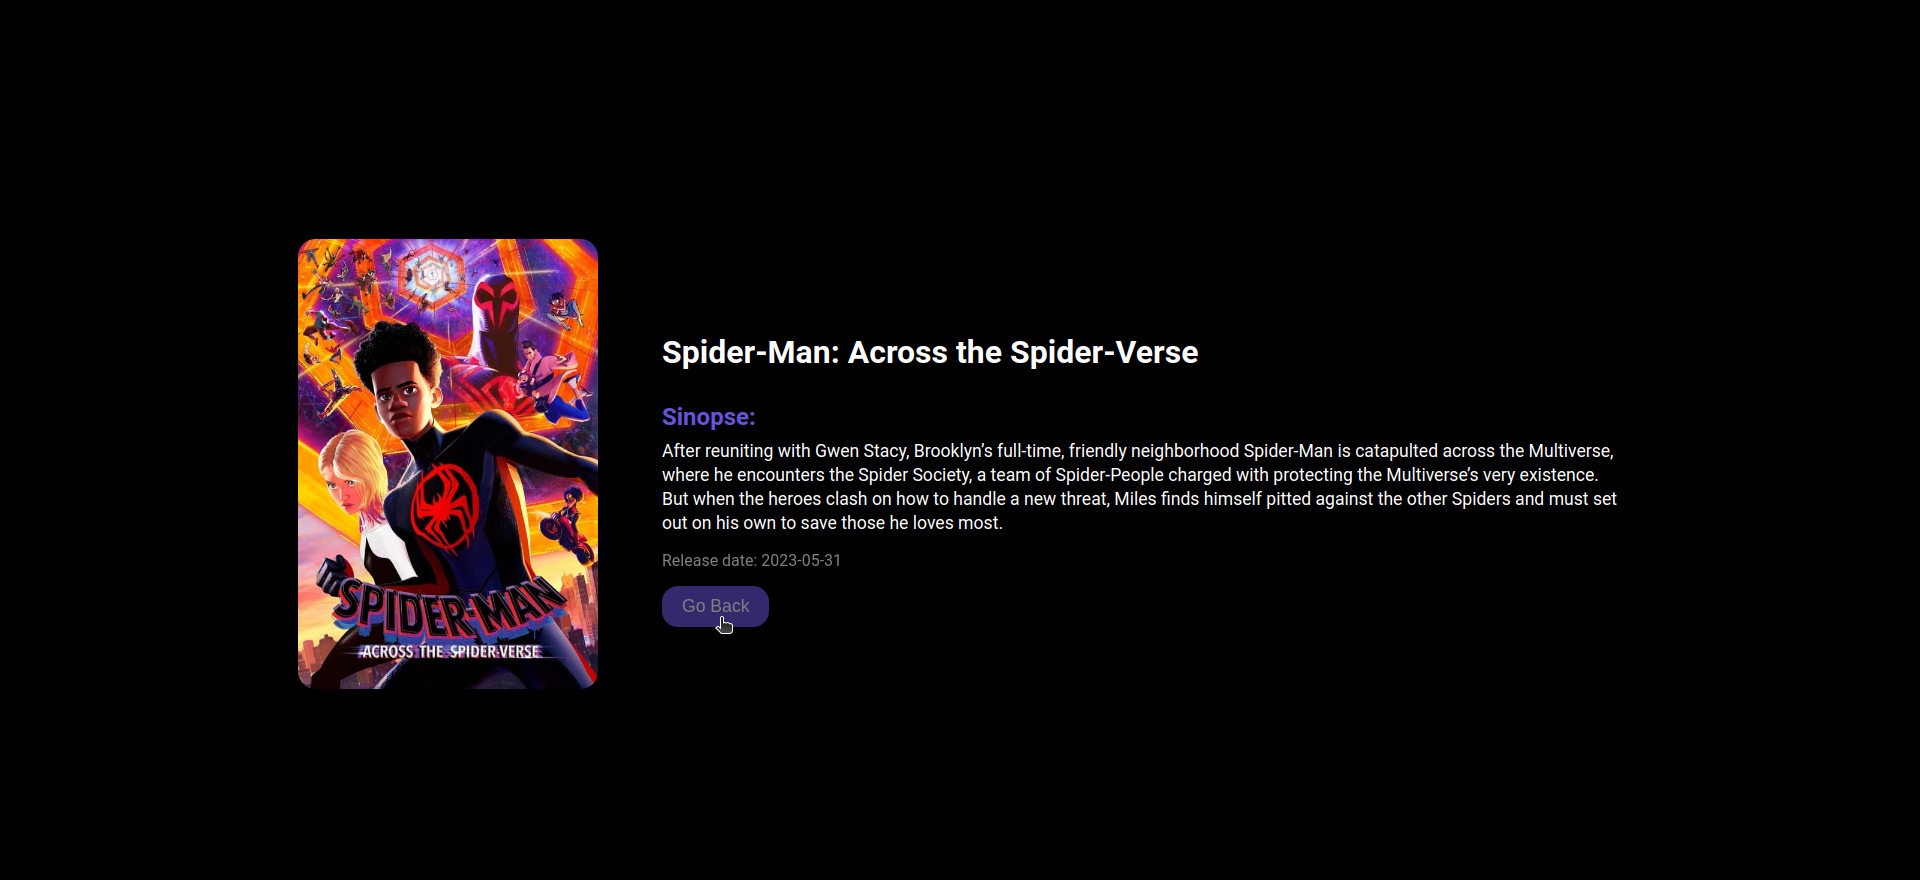 SPIDER-MAN
ACROSS THE SPIDER-VERSE
Spider-Man: Across the Spider-Verse
Sinopse:
After reuniting with Gwen Stacy, Brooklyn’s full-time, friendly neighborhood Spider-Man is catapulted across the Multiverse,
where he encounters the Spider Society, a team of Spider-People charged with protecting the Multiverse’s very existence.
But when the heroes clash on how to handle a new threat, Miles finds himself pitted against the other Spiders and must set
out on his own to save those he loves most.
Release date: 2023-05-31
Go Back